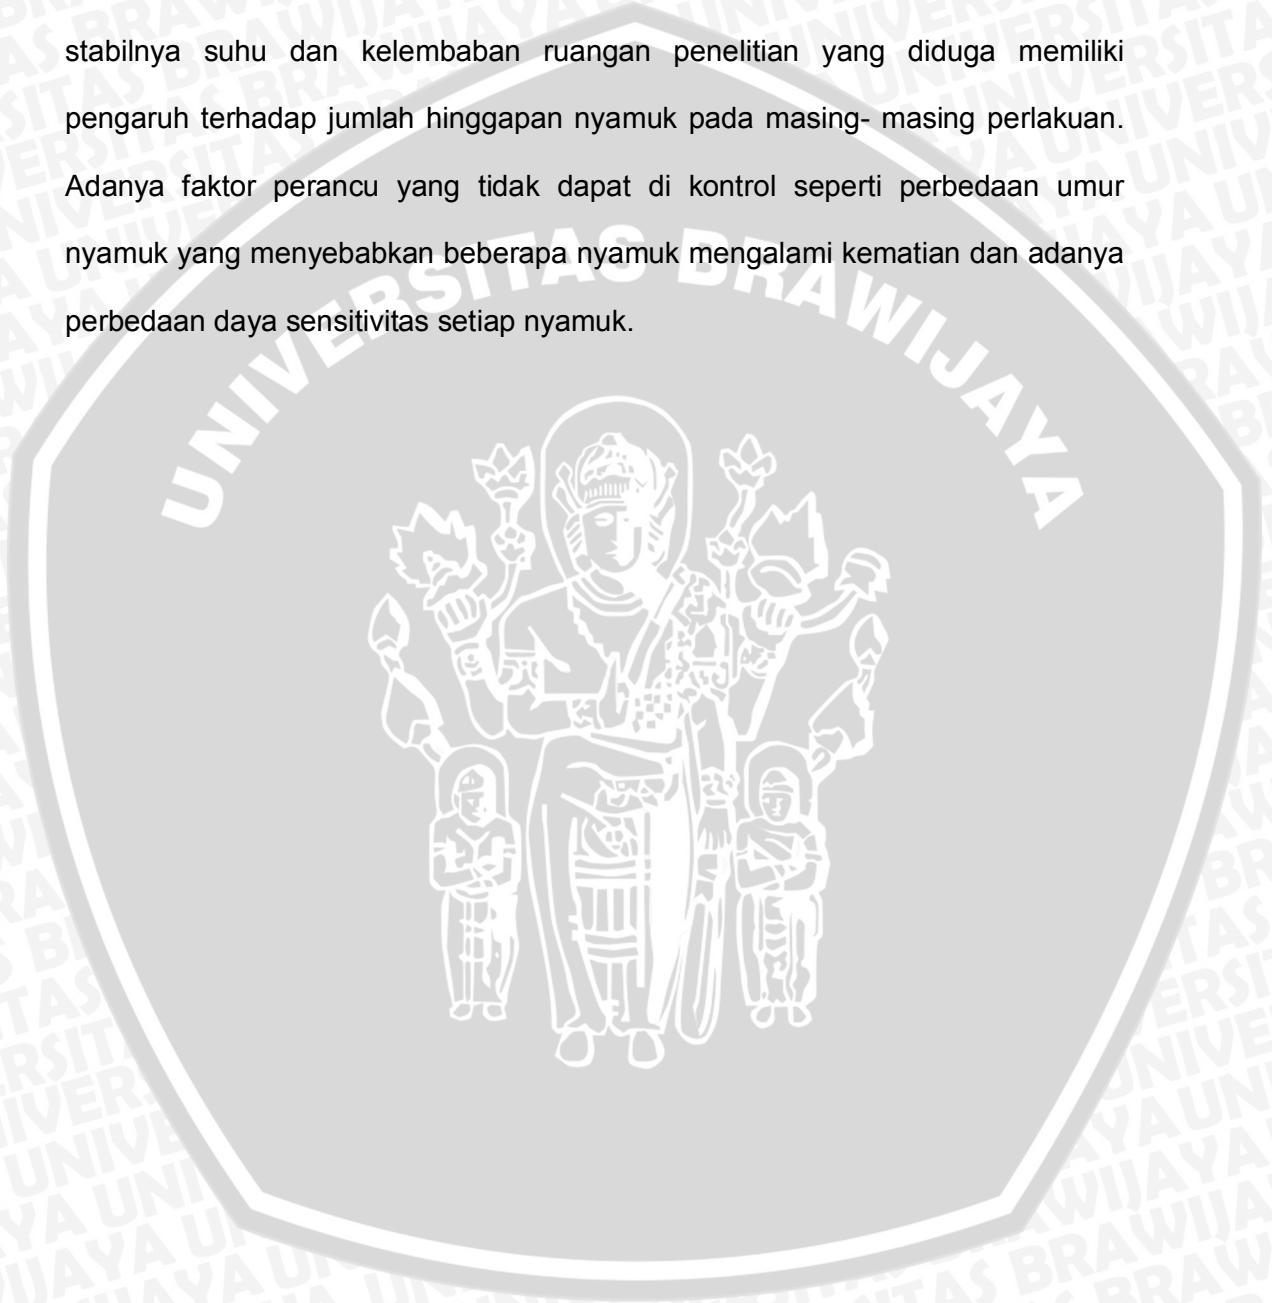 stabilnya suhu dan kelembaban ruangan penelitian yang diduga memiliki
pengaruh terhadap jumlah hinggapan nyamuk pada masing- masing perlakuan.
Adanya faktor perancu yang tidak dapat di kontrol seperti perbedaan umur
nyamuk yang menyebabkan beberapa nyamuk mengalami kematian dan adanya
perbedaan daya sensitivitas setiap nyamuk.
UNIVERSITAS BRAWIJAYA